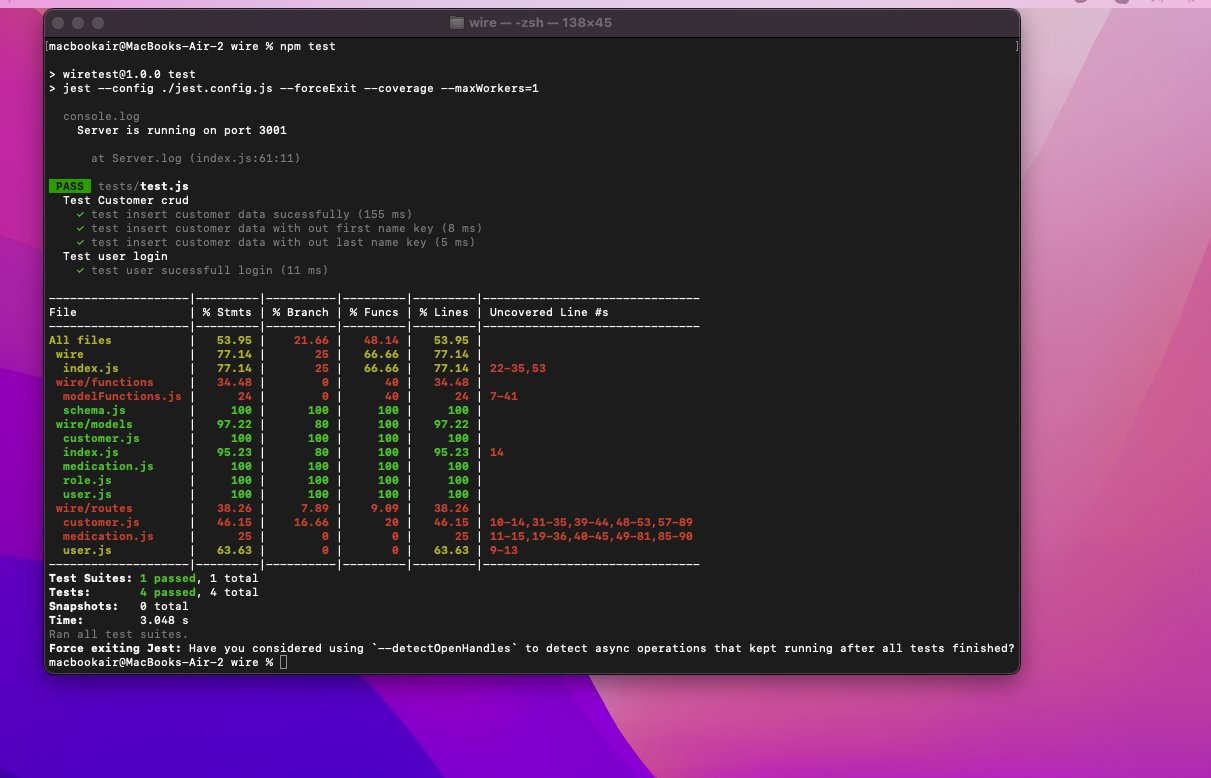 wire — -zsh — 138×45
[macbookair@MacBooks-Air-2 wire % npm test ]
> wiretest@1.0.0 test
> jest --config ./jest.config.js --forceExit --coverage --maxWorkers=1
console.log
Server is running on port 3001
at Server.log (index.js:61:11)
PASS tests/test.js
Test Customer crud
✓ test insert customer data sucessfully (155 ms)
✓ test insert customer data with out first name key (8 ms)
✓ test insert customer data with out last name key (5 ms)
Test user login
✓ test user sucessfull login (11 ms)
--------------------|---------|----------|---------|---------|-------------------------------
File | % Stmts | % Branch | % Funcs | % Lines | Uncovered Line #s
--------------------|---------|----------|---------|---------|-------------------------------
All files | 53.95 | 21.66 | 48.14 | 53.95 |
wire | 77.14 | 25 | 66.66 | 77.14 |
index.js | 77.14 | 25 | 66.66 | 77.14 | 22-35,53
wire/functions | 34.48 | 0 | 40 | 34.48 |
modelFunctions.js | 24 | 0 | 40 | 24 | 7-41
schema.js | 100 | 100 | 100 | 100 |
wire/models | 97.22 | 80 | 100 | 97.22 |
customer.js | 100 | 100 | 100 | 100 |
index.js | 95.23 | 80 | 100 | 95.23 | 14
medication.js | 100 | 100 | 100 | 100 |
role.js | 100 | 100 | 100 | 100 |
user.js | 100 | 100 | 100 | 100 |
wire/routes | 38.26 | 7.89 | 9.09 | 38.26 |
customer.js | 46.15 | 16.66 | 20 | 46.15 | 10-14,31-35,39-44,48-53,57-89
medication.js | 25 | 0 | 0 | 25 | 11-15,19-36,40-45,49-81,85-90
user.js | 63.63 | 0 | 0 | 63.63 | 9-13
--------------------|---------|----------|---------|---------|-------------------------------
Test Suites: 1 passed, 1 total
Tests: 4 passed, 4 total
Snapshots: 0 total
Time: 3.048 s
Ran all test suites.
Force exiting Jest: Have you considered using `--detectOpenHandles` to detect async operations that kept running after all tests finished?
macbookair@MacBooks-Air-2 wire %